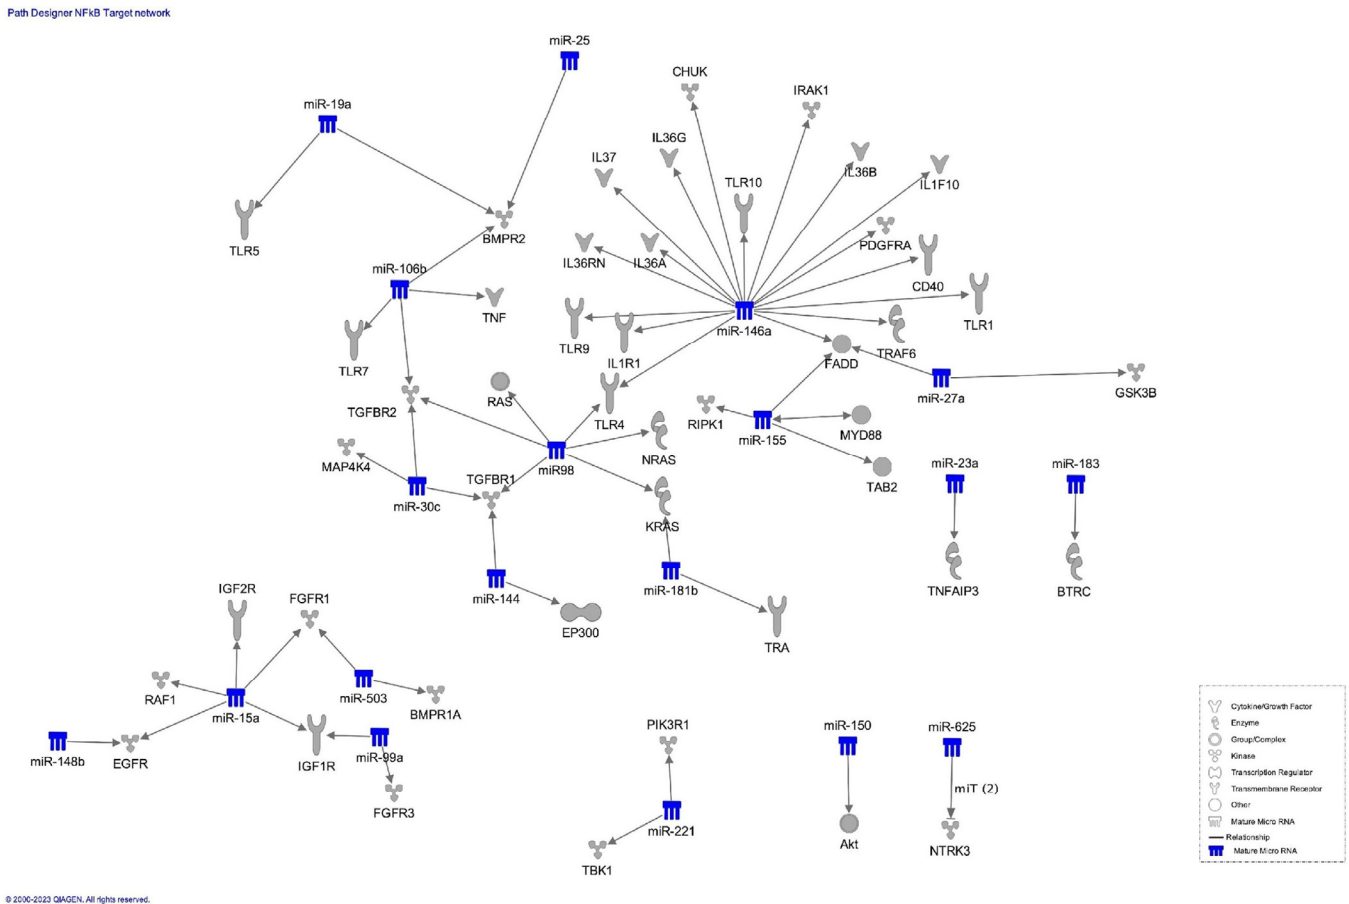 Path Designer NFkB Target network
miR-25
CHUK
IRAK1
miR-19a
IL36G
IL37
IL36B
TLR10
IL1F10
BMPR2
TLR5
PDGFRA
IL36RN
IL36A
miR-106b
CD40
TNF
TLR1
miR-146a
TLR9
TRAF6
IL1R1
FADD
TLR7
GSK3B
miR-27a
RAS
TGFBR2
TLR4
RIPK1
MYD88
miR-155
NRAS
MAP4K4
miR98
miR-23a
miR-183
TGFBR1
TAB2
miR-30c
KRAS
IGF2R
miR-181b
TNFAIP3
BTRC
FGFR1
miR-144
EP300
TRA
RAF1
miR-503
BMPR1A
miR-15a
PIK3R1
miR-150
miR-625
miR-148b
EGFR
IGF1R
miR-99a
miT (2)
FGFR3
miR-221
TBK1
Akt
NTRK3
Cytokine/Growth Factor
Enzyme
Group/Complex
Kinase
Transcription Regulator
Transmembrane Receptor
Other
Mature Micro RNA
Relationship
Mature Micro RNA
© 2000-2023 QIAGEN. All rights reserved.